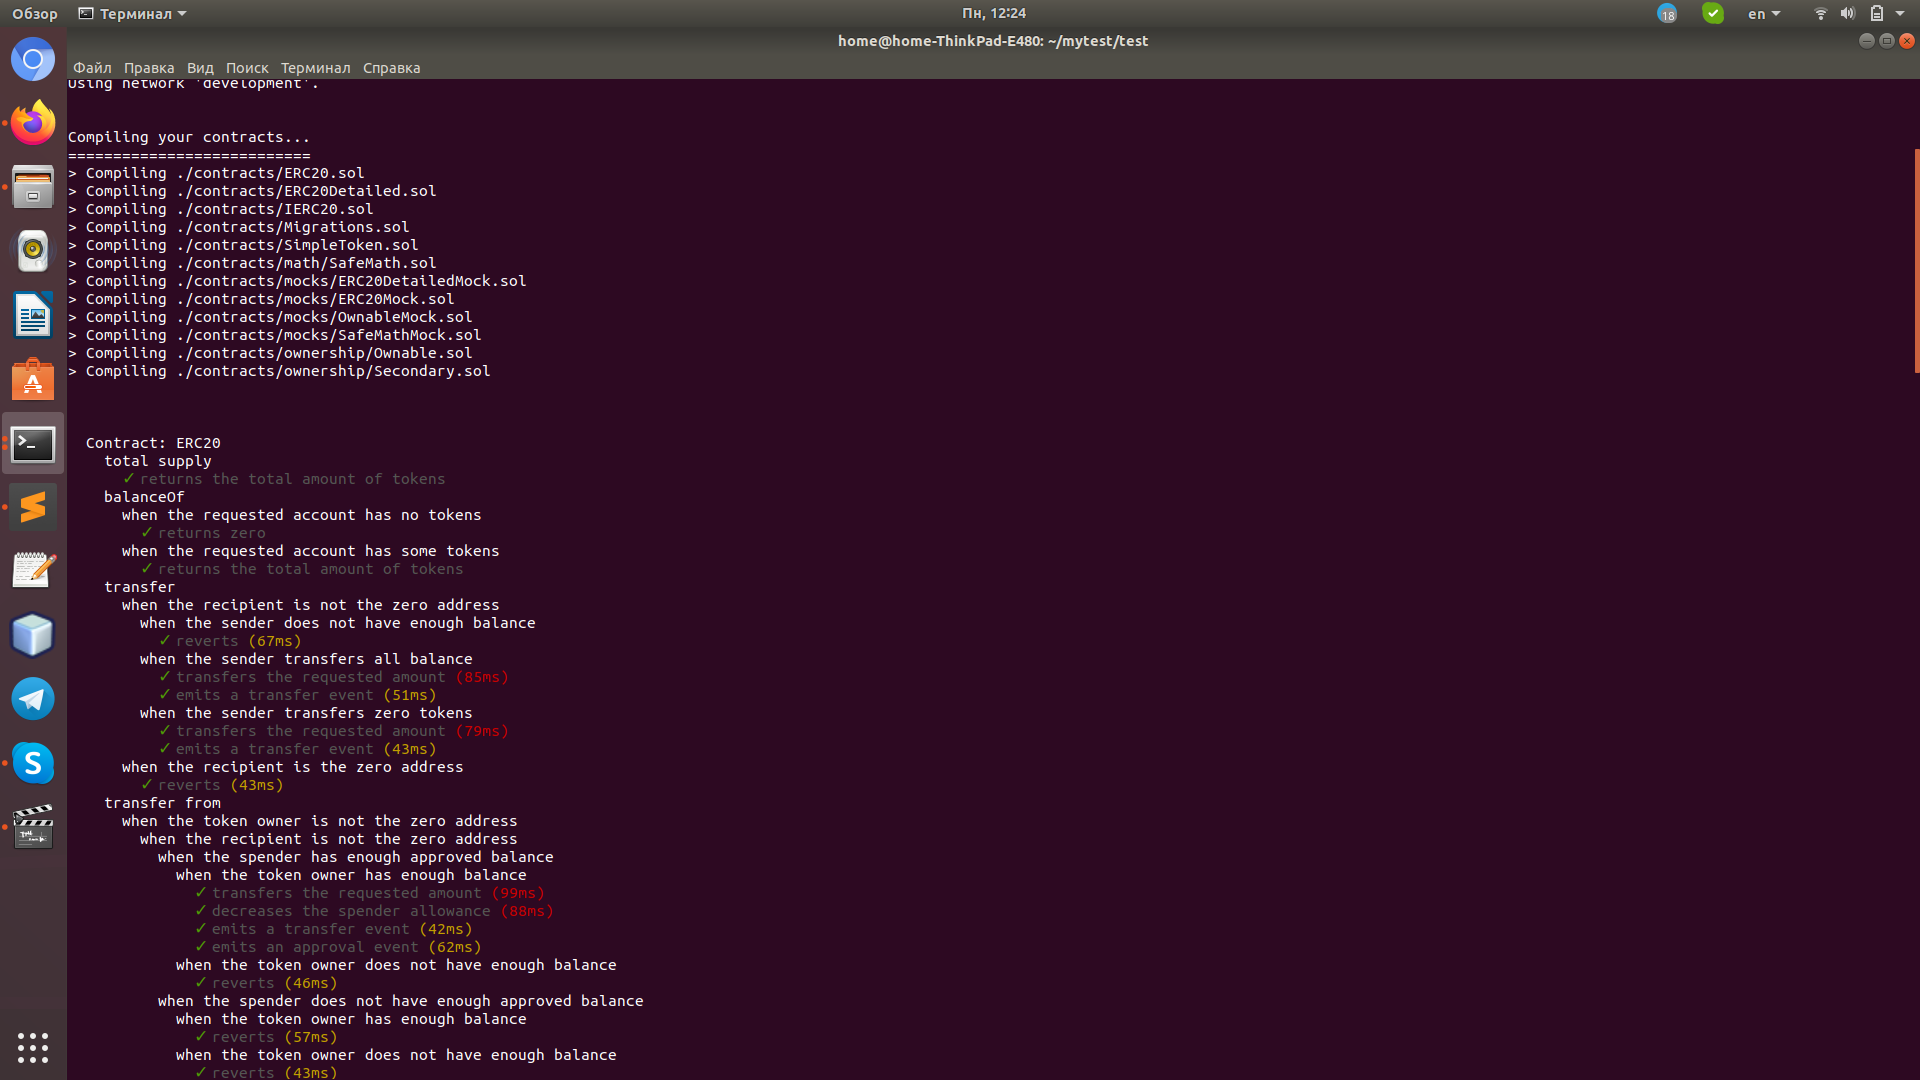 Обзор Терминал Пн, 12:24 18 en
home@home-ThinkPad-E480: ~/mytest/test
Файл Правка Вид Поиск Терминал Справка
Using network 'development'.
Compiling your contracts...
===========================
> Compiling ./contracts/ERC20.sol
> Compiling ./contracts/ERC20Detailed.sol
> Compiling ./contracts/IERC20.sol
> Compiling ./contracts/Migrations.sol
> Compiling ./contracts/SimpleToken.sol
> Compiling ./contracts/math/SafeMath.sol
> Compiling ./contracts/mocks/ERC20DetailedMock.sol
> Compiling ./contracts/mocks/ERC20Mock.sol
> Compiling ./contracts/mocks/OwnableMock.sol
> Compiling ./contracts/mocks/SafeMathMock.sol
> Compiling ./contracts/ownership/Ownable.sol
> Compiling ./contracts/ownership/Secondary.sol
Contract: ERC20
total supply
✓ returns the total amount of tokens
balanceOf
when the requested account has no tokens
✓ returns zero
when the requested account has some tokens
✓ returns the total amount of tokens
transfer
when the recipient is not the zero address
when the sender does not have enough balance
✓ reverts (67ms)
when the sender transfers all balance
✓ transfers the requested amount (85ms)
✓ emits a transfer event (51ms)
when the sender transfers zero tokens
✓ transfers the requested amount (79ms)
✓ emits a transfer event (43ms)
when the recipient is the zero address
✓ reverts (43ms)
transfer from
when the token owner is not the zero address
when the recipient is not the zero address
when the spender has enough approved balance
when the token owner has enough balance
✓ transfers the requested amount (99ms)
✓ decreases the spender allowance (88ms)
✓ emits a transfer event (42ms)
✓ emits an approval event (62ms)
when the token owner does not have enough balance
✓ reverts (46ms)
when the spender does not have enough approved balance
when the token owner has enough balance
✓ reverts (57ms)
when the token owner does not have enough balance
✓ reverts (43ms)